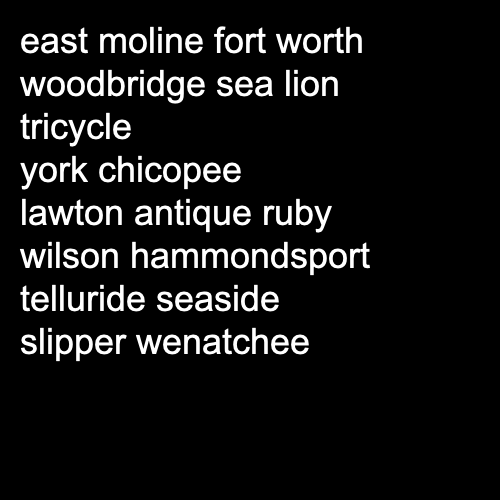 east moline fort worth
woodbridge sea lion
tricycle
york chicopee
lawton antique ruby
wilson hammondsport
telluride seaside
slipper wenatchee